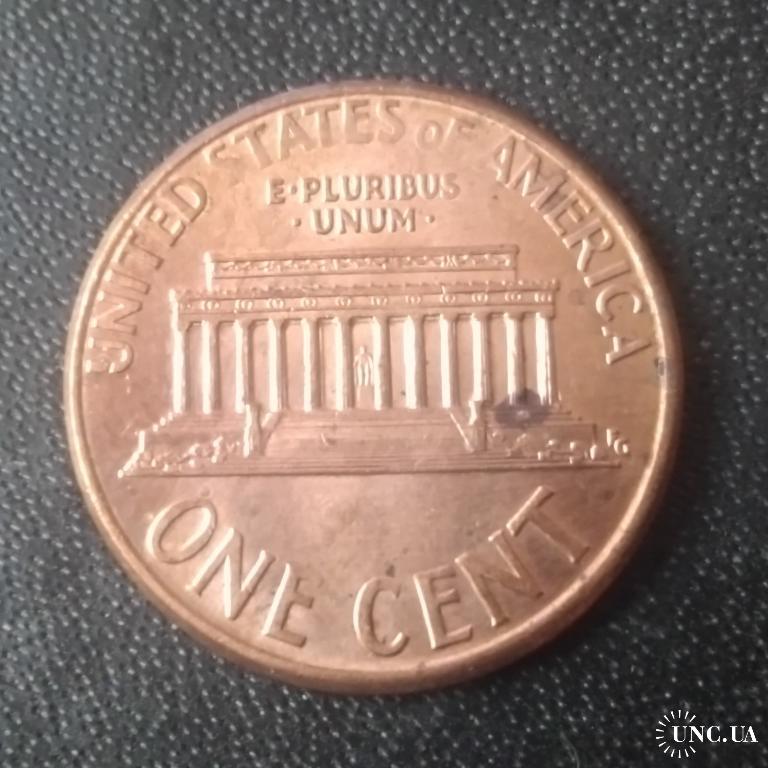 UNITED STATES OF AMERICA
E·PLURIBUS
·UNUM·
ONE CENT
UNC.UA